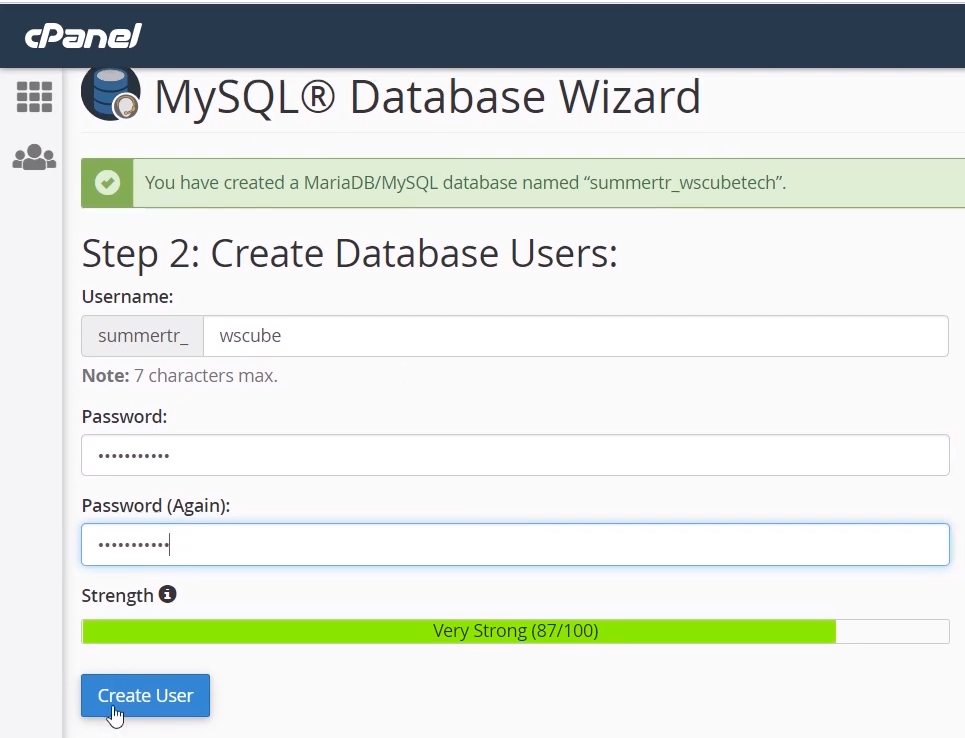 cPanel
MySQL® Database Wizard
You have created a MariaDB/MySQL database named “summertr_wscubetech”.
Step 2: Create Database Users:
Username:
summertr_ wscube
Note: 7 characters max.
Password:
•••••••••••
Password (Again):
•••••••••••
Strength
Very Strong (87/100)
Create User